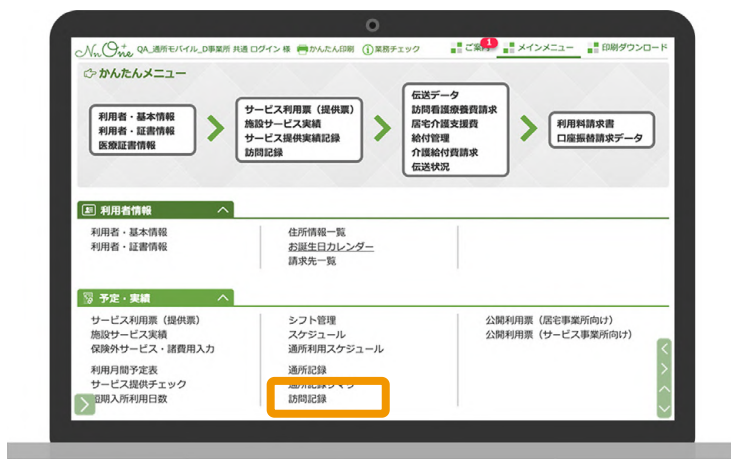 NnOne
QA_通所モバイル_D事業所 共通 ログイン 様 かんたん印刷 業務チェック ご案内 1 メインメニュー 印刷ダウンロード
かんたんメニュー
利用者・基本情報
利用者・証書情報
医療証書情報
サービス利用票（提供票）
施設サービス実績
サービス提供実績記録
訪問記録
伝送データ
訪問看護療養費請求
居宅介護支援費
給付管理
介護給付費請求
伝送状況
利用料請求書
口座振替請求データ
利用者情報
利用者・基本情報
利用者・証書情報
住所情報一覧
お誕生日カレンダー
請求先一覧
予定・実績
サービス利用票（提供票）
施設サービス実績
保険外サービス・諸費用入力
利用月間予定表
サービス提供チェック
短期入所利用日数
シフト管理
スケジュール
通所利用スケジュール
通所記録
訪問記録
公開利用票（居宅事業所向け）
公開利用票（サービス事業所向け）